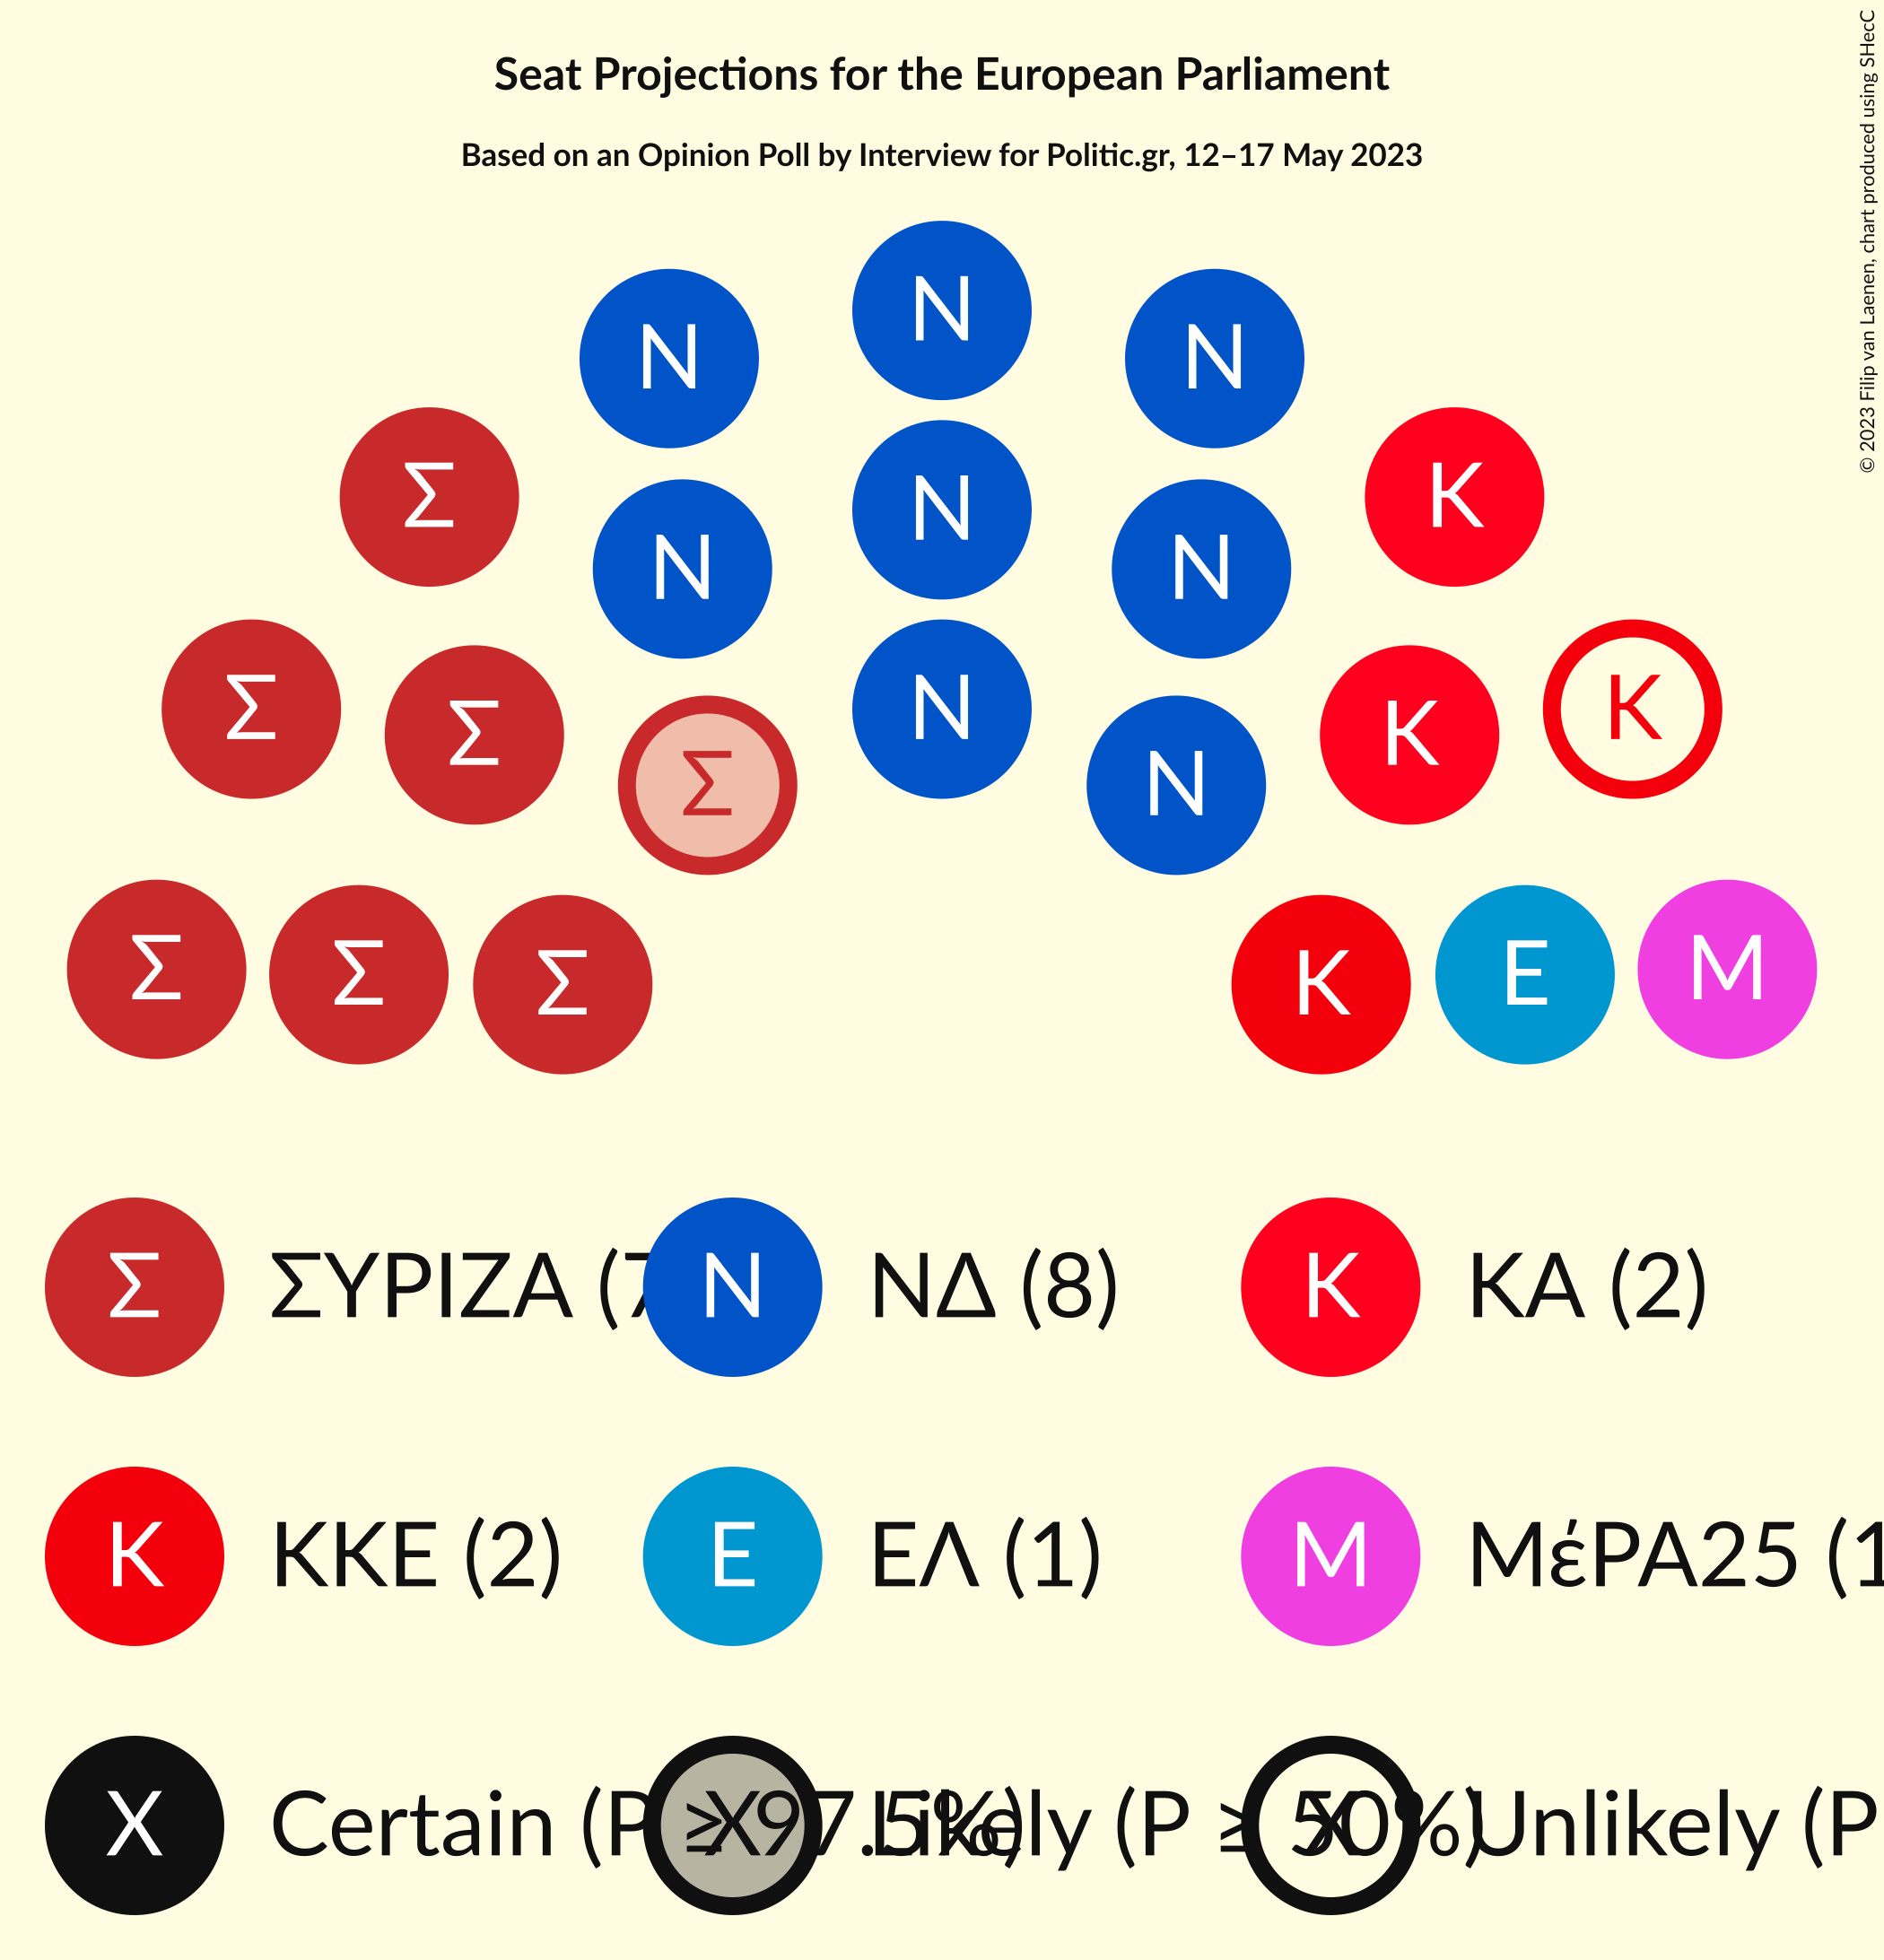 Seat Projections for the European Parliament
Based on an Opinion Poll by Interview for Politic.gr, 12–17 May 2023
© 2023 Filip van Laenen, chart produced using SHecC
N
N N
Σ K
N
N N
Σ N K
Σ K
Σ N
Σ Σ Σ K E M
Σ ΣΥΡΙΖΑ (7 N ΝΔ (8) K ΚΑ (2)
K ΚΚΕ (2) E ΕΛ (1) M ΜέΡΑ25 (1
X Certain (P ≥ 97.5%) X Likely (P ≥ 50%) X Unlikely (P